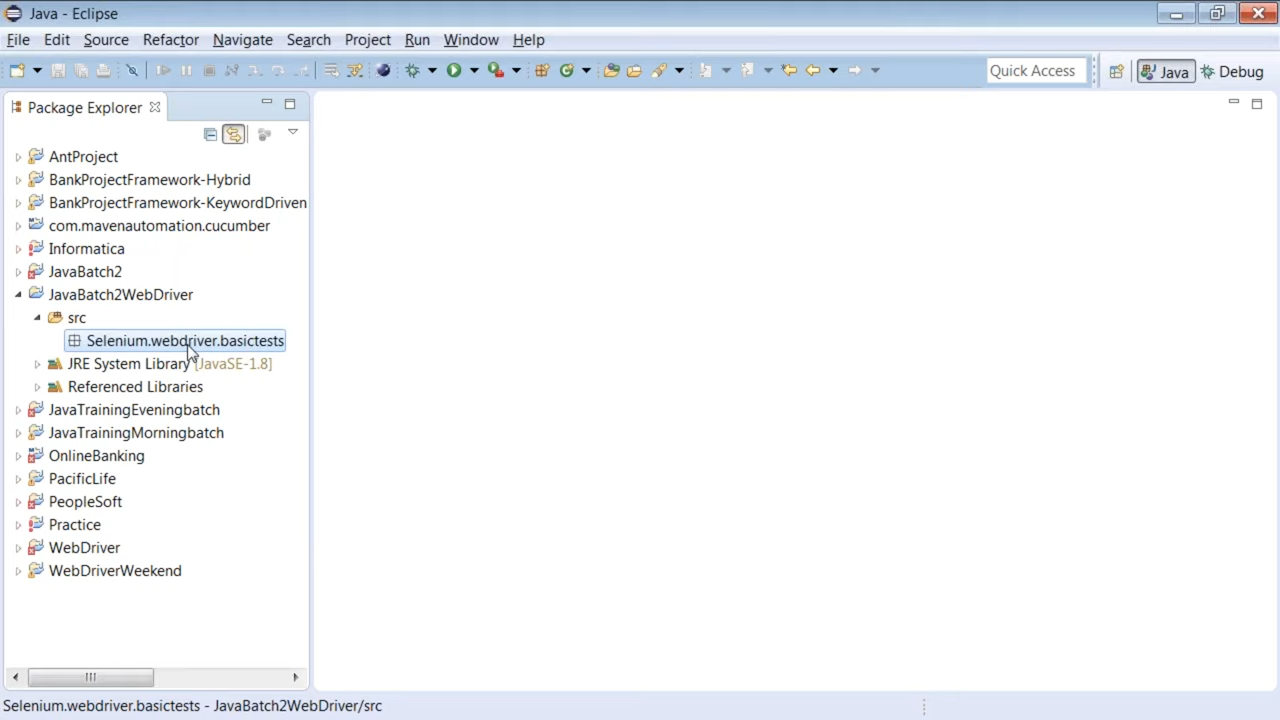 Java - Eclipse
File Edit Source Refactor Navigate Search Project Run Window Help
Quick Access Java Debug
Package Explorer
AntProject
BankProjectFramework-Hybrid
BankProjectFramework-KeywordDriven
com.mavenautomation.cucumber
Informatica
JavaBatch2
JavaBatch2WebDriver
src
Selenium.webdriver.basictests
JRE System Library [JavaSE-1.8]
Referenced Libraries
JavaTrainingEveningbatch
JavaTrainingMorningbatch
OnlineBanking
PacificLife
PeopleSoft
Practice
WebDriver
WebDriverWeekend
Selenium.webdriver.basictests - JavaBatch2WebDriver/src